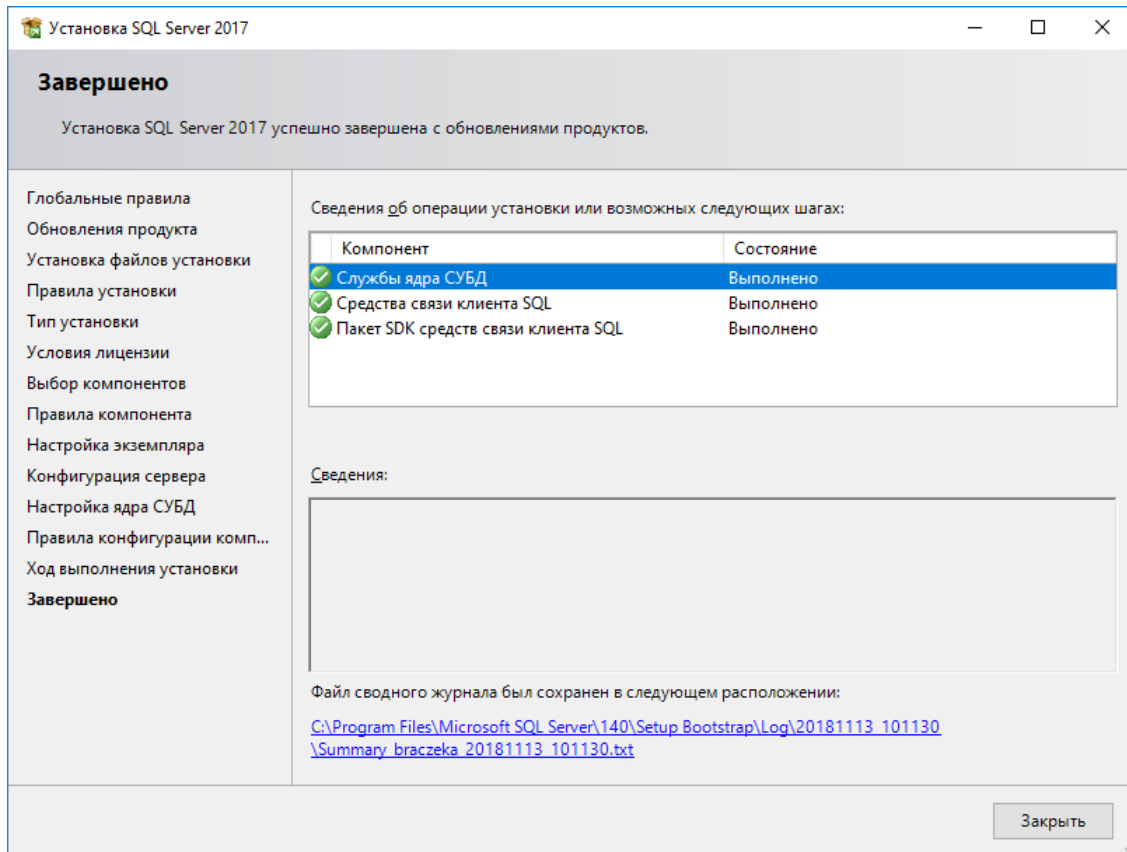 Установка SQL Server 2017
Завершено
Установка SQL Server 2017 успешно завершена с обновлениями продуктов.
Глобальные правила
Обновления продукта
Установка файлов установки
Правила установки
Тип установки
Условия лицензии
Выбор компонентов
Правила компонента
Настройка экземпляра
Конфигурация сервера
Настройка ядра СУБД
Правила конфигурации комп...
Ход выполнения установки
Завершено
Сведения об операции установки или возможных следующих шагах:
Компонент Состояние
Службы ядра СУБД Выполнено
Средства связи клиента SQL Выполнено
Пакет SDK средств связи клиента SQL Выполнено
Сведения:
Файл сводного журнала был сохранен в следующем расположении:
C:\Program Files\Microsoft SQL Server\140\Setup Bootstrap\Log\20181113_101130
\Summary_braczeka_20181113_101130.txt
Закрыть